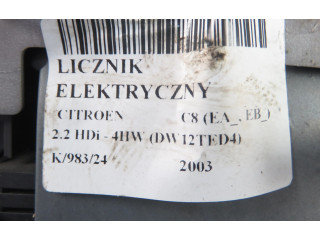 LICZNIK
ELEKTRYCZNY
CITROEN C8 (EA_, EB_)
2.2 HDi - 4HW (DW12TED4)
K/983/24 2003